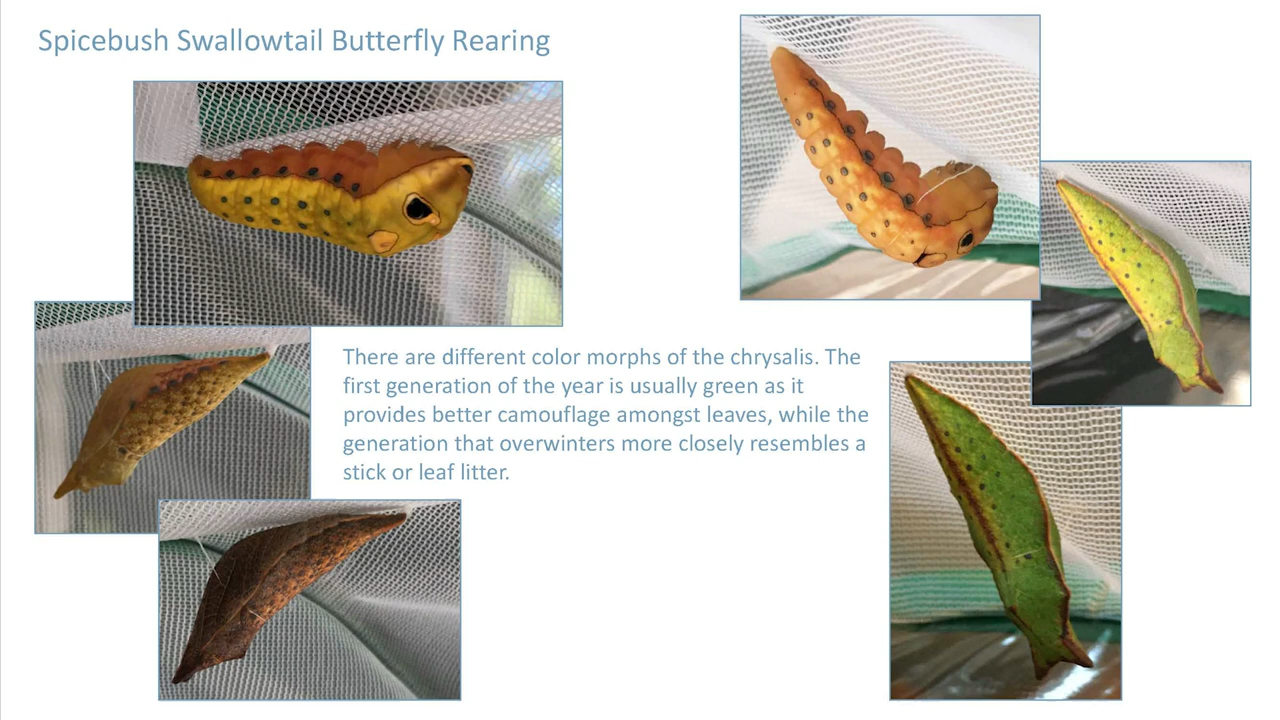 Spicebush Swallowtail Butterfly Rearing
There are different color morphs of the chrysalis. The
first generation of the year is usually green as it
provides better camouflage amongst leaves, while the
generation that overwinters more closely resembles a
stick or leaf litter.